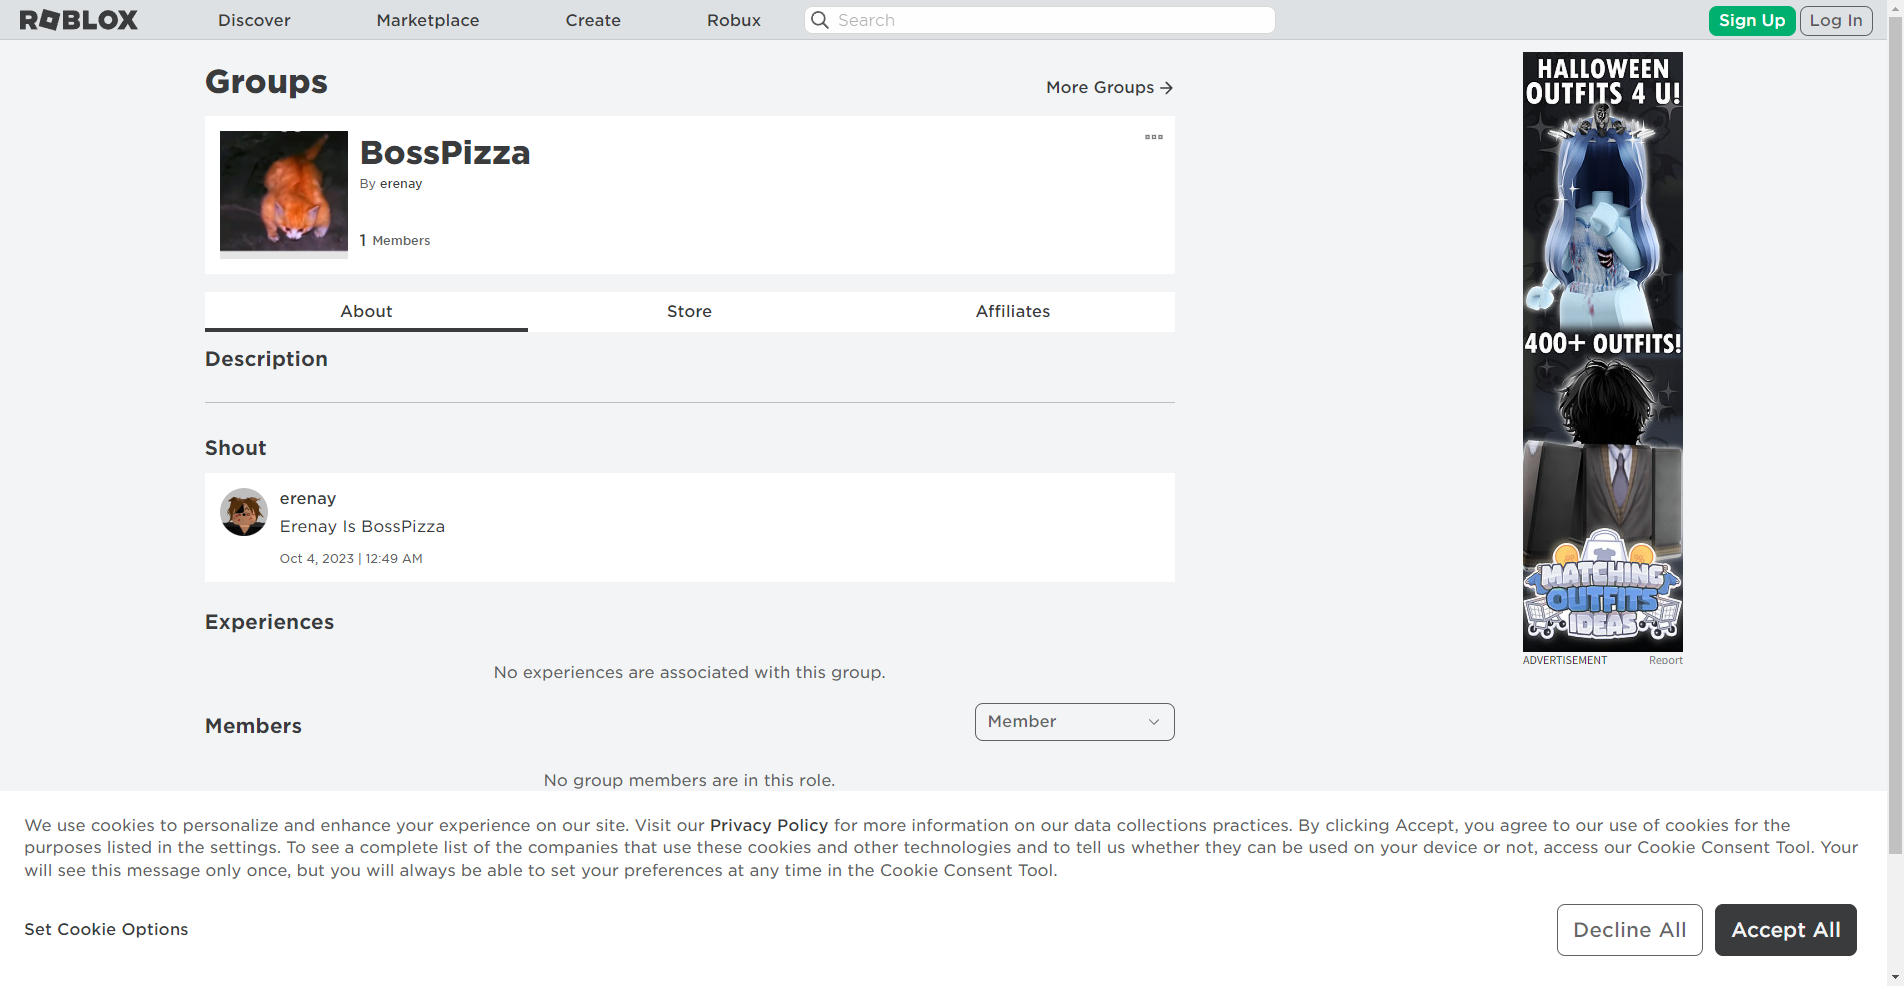 ROBLOX
Discover
Marketplace
Create
Robux
Search
Sign Up
Log In
Groups
More Groups
BossPizza
By erenay
1 Members
About
Store
Affiliates
Description
Shout
erenay
Erenay Is BossPizza
Oct 4, 2023 | 12:49 AM
Experiences
No experiences are associated with this group.
Members
Member
No group members are in this role.
HALLOWEEN
OUTFITS 4 U!
400+ OUTFITS!
MATCHING
OUTFITS
IDEAS
ADVERTISEMENT
Report
We use cookies to personalize and enhance your experience on our site. Visit our Privacy Policy for more information on our data collections practices. By clicking Accept, you agree to our use of cookies for the
purposes listed in the settings. To see a complete list of the companies that use these cookies and other technologies and to tell us whether they can be used on your device or not, access our Cookie Consent Tool. Your
will see this message only once, but you will always be able to set your preferences at any time in the Cookie Consent Tool.
Set Cookie Options
Decline All
Accept All